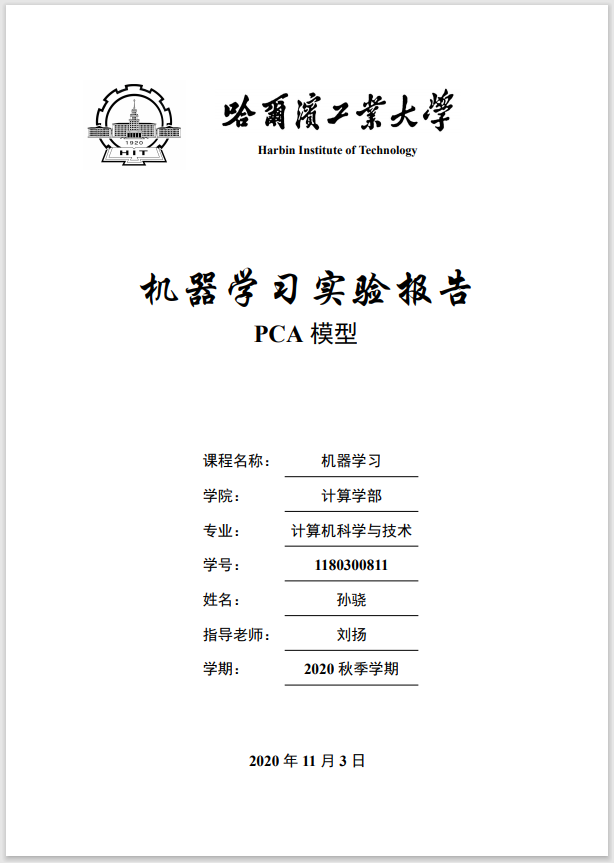 1920
HIT
哈爾濱工業大學
Harbin Institute of Technology
机器学习实验报告
PCA 模型
课程名称： 机器学习
学院： 计算学部
专业： 计算机科学与技术
学号： 1180300811
姓名： 孙骁
指导老师： 刘扬
学期： 2020 秋季学期
2020 年 11 月 3 日